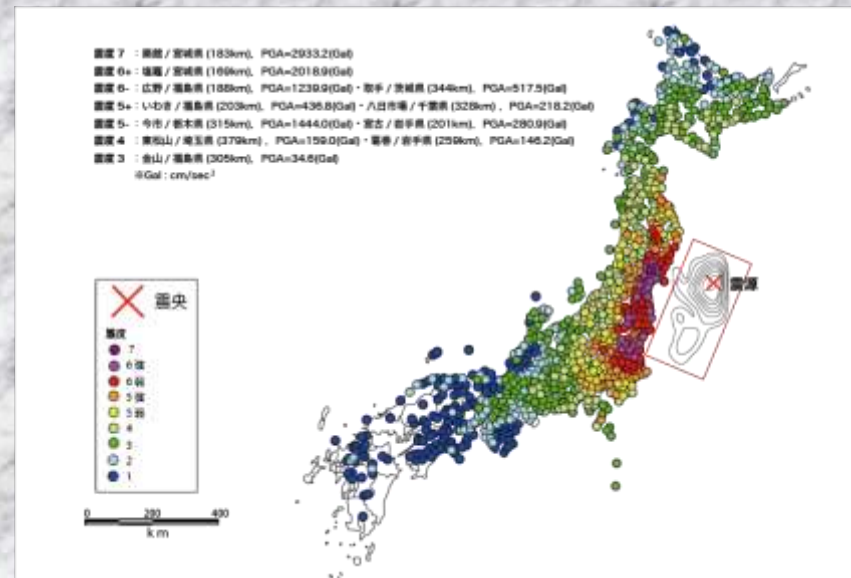 震度 7 ：築館 / 宮城県 (183km), PGA=2933.2(Gal)
震度 6+：塩竈 / 宮城県 (169km), PGA=2018.9(Gal)
震度 6-：広野 / 福島県 (188km), PGA=1239.9(Gal)・取手 / 茨城県 (344km), PGA=517.5(Gal)
震度 5+：いわき / 福島県 (203km), PGA=436.8(Gal)・八日市場 / 千葉県 (328km) , PGA=218.2(Gal)
震度 5-：今市 / 栃木県 (315km), PGA=1444.0(Gal)・宮古 / 岩手県 (201km), PGA=280.9(Gal)
震度 4 ：東松山 / 埼玉県 (379km) , PGA=159.0(Gal)・葛巻 / 岩手県 (259km), PGA=146.2(Gal)
震度 3 ：金山 / 福島県 (305km), PGA=34.6(Gal)
※Gal : cm/sec²
震源
震央
震度
7
6強
6弱
5強
5弱
4
3
2
1
0 200 400
km